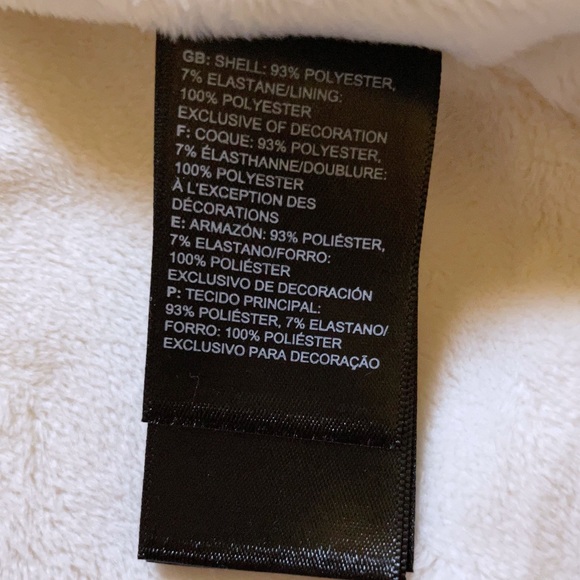 GB: SHELL: 93% POLYESTER,
7% ELASTANE/LINING:
100% POLYESTER
EXCLUSIVE OF DECORATION
F: COQUE: 93% POLYESTER,
7% ÉLASTHANNE/DOUBLURE:
100% POLYESTER
À L'EXCEPTION DES
DÉCORATIONS
E: ARMAZÓN: 93% POLIÉSTER,
7% ELASTANO/FORRO:
100% POLIÉSTER
EXCLUSIVO DE DECORACIÓN
P: TECIDO PRINCIPAL:
93% POLIÉSTER, 7% ELASTANO/
FORRO: 100% POLIÉSTER
EXCLUSIVO PARA DECORAÇÃO